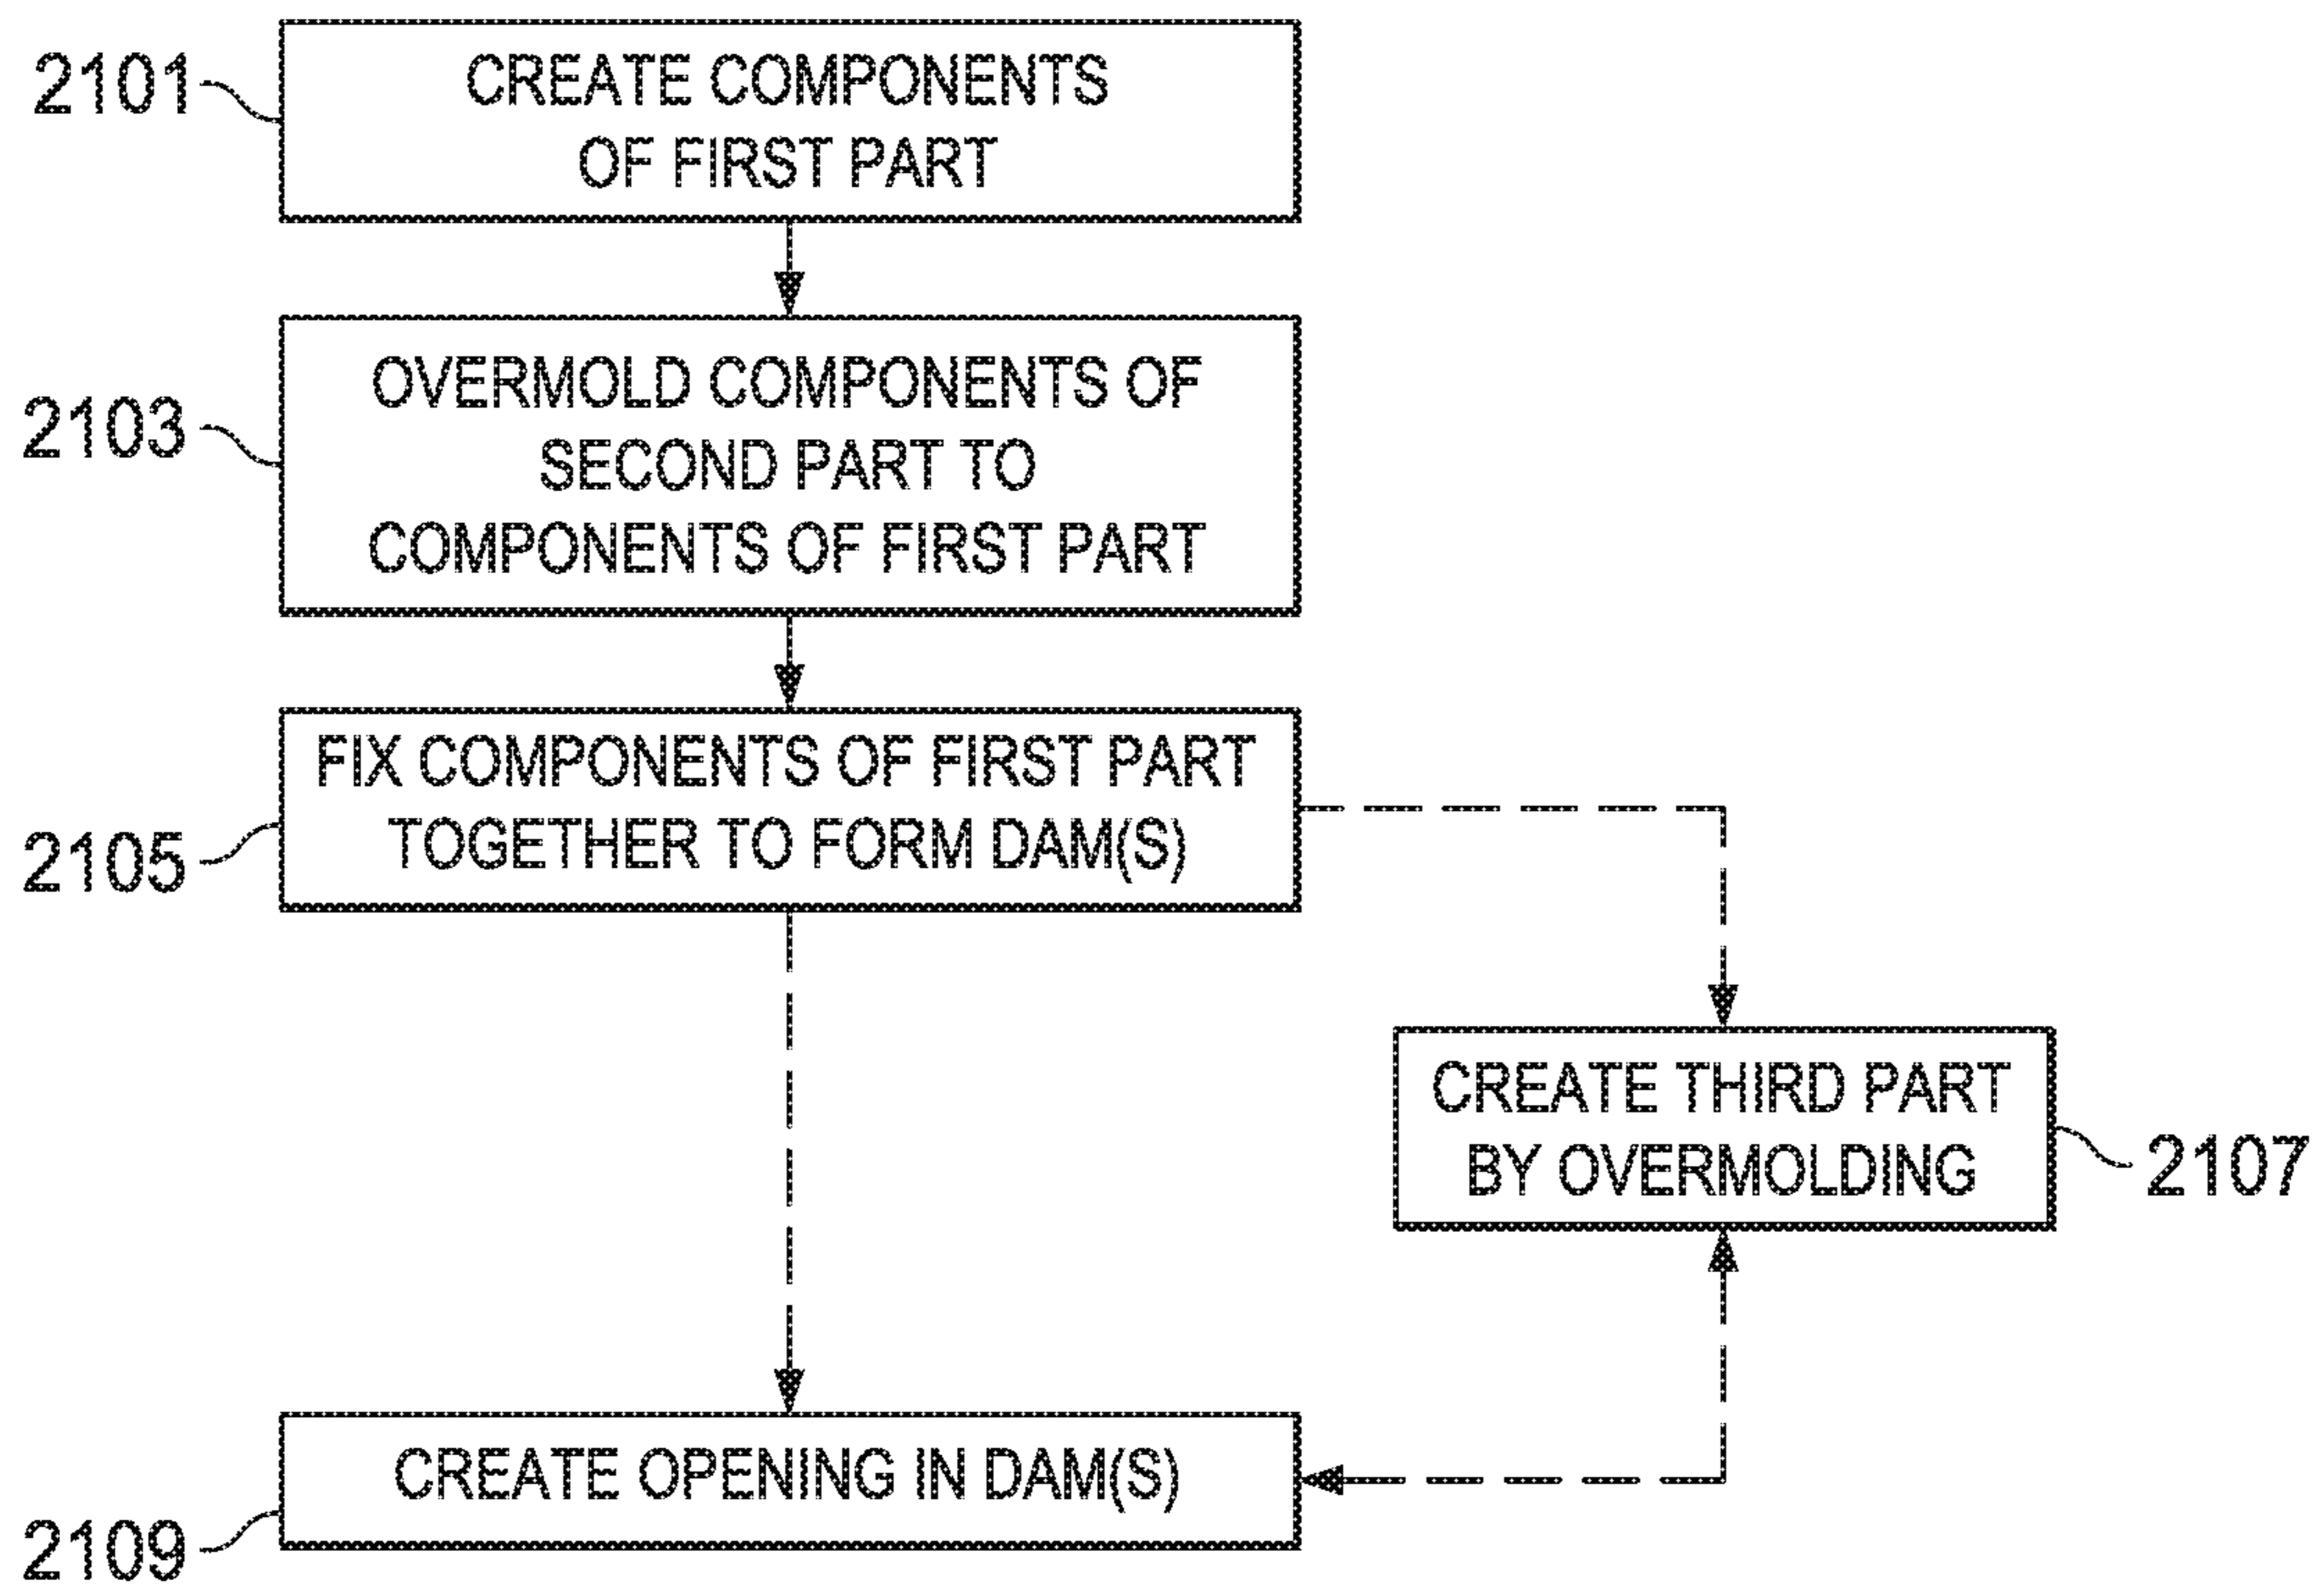 2101
CREATE COMPONENTS
OF FIRST PART
2103
OVERMOLD COMPONENTS OF
SECOND PART TO
COMPONENTS OF FIRST PART
2105
FIX COMPONENTS OF FIRST PART
TOGETHER TO FORM DAM(S)
CREATE THIRD PART
BY OVERMOLDING
2107
CREATE OPENING IN DAM(S)
2109